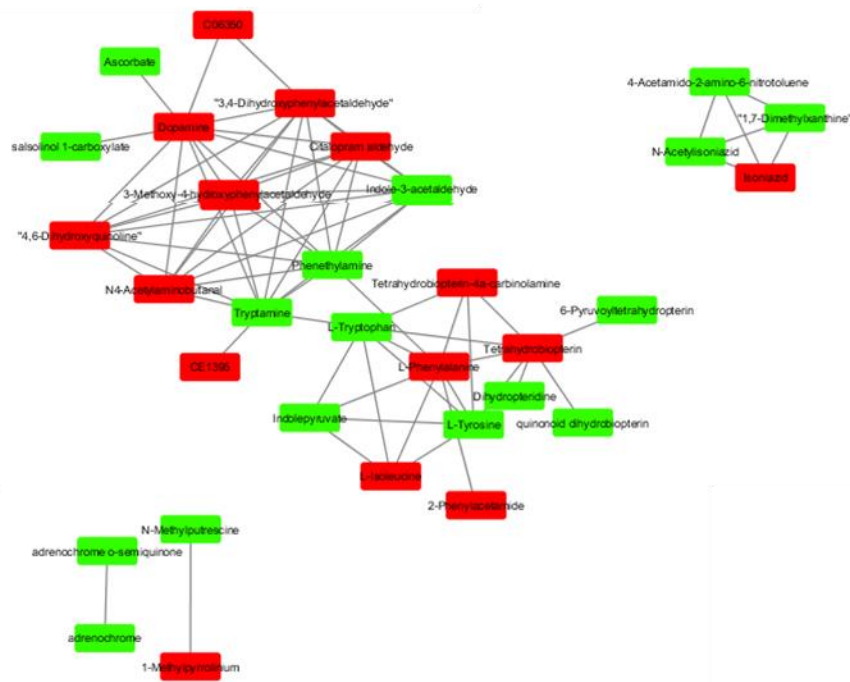 C06350
Ascorbate
4-Acetamido-2-amino-6-nitrotoluene
"3,4-Dihydroxyphenylacetaldehyde"
"1,7-Dimethylxanthine"
Dopamine
salsolinol 1-carboxylate
Citalopram aldehyde
N-Acetylisoniazid
Isoniazid
3-Methoxy-4-hydroxyphenylacetaldehyde
Indole-3-acetaldehyde
"4,6-Dihydroxyquinoline"
Phenethylamine
N4-Acetylaminobutanal
Tetrahydrobiopterin-4a-carbinolamine
6-Pyruvoyltetrahydropterin
Tryptamine
L-Tryptophan
Tetrahydrobiopterin
CE1395
L-Phenylalanine
Dihydropteridine
Indolepyruvate
L-Tyrosine
quinonoid dihydrobiopterin
L-Isoleucine
2-Phenylacetamide
N-Methylputrescine
adrenochrome o-semiquinone
adrenochrome
1-Methylpyrrolinum